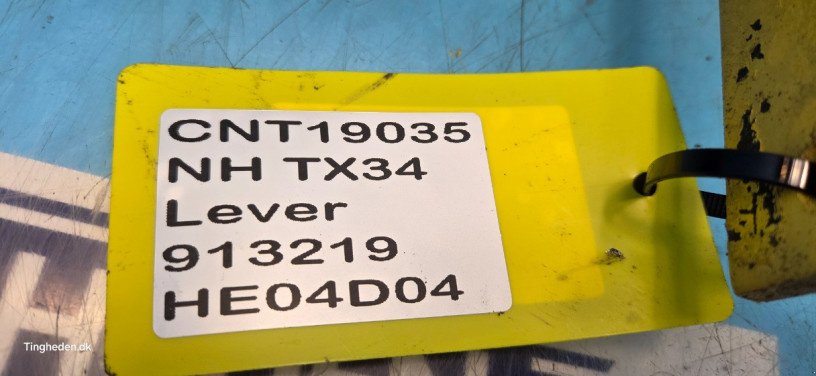 CNT19035
NH TX34
Lever
913219
HE04D04
Tingheden.dk